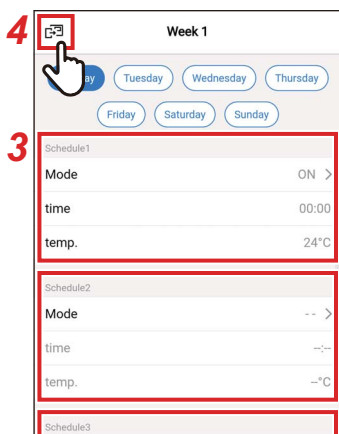 4
Week 1
Tuesday Wednesday Thursday
Friday Saturday Sunday
3
Schedule1
Mode ON >
time 00:00
temp. 24°C
Schedule2
Mode -- >
time --:--
temp. --°C
Schedule3